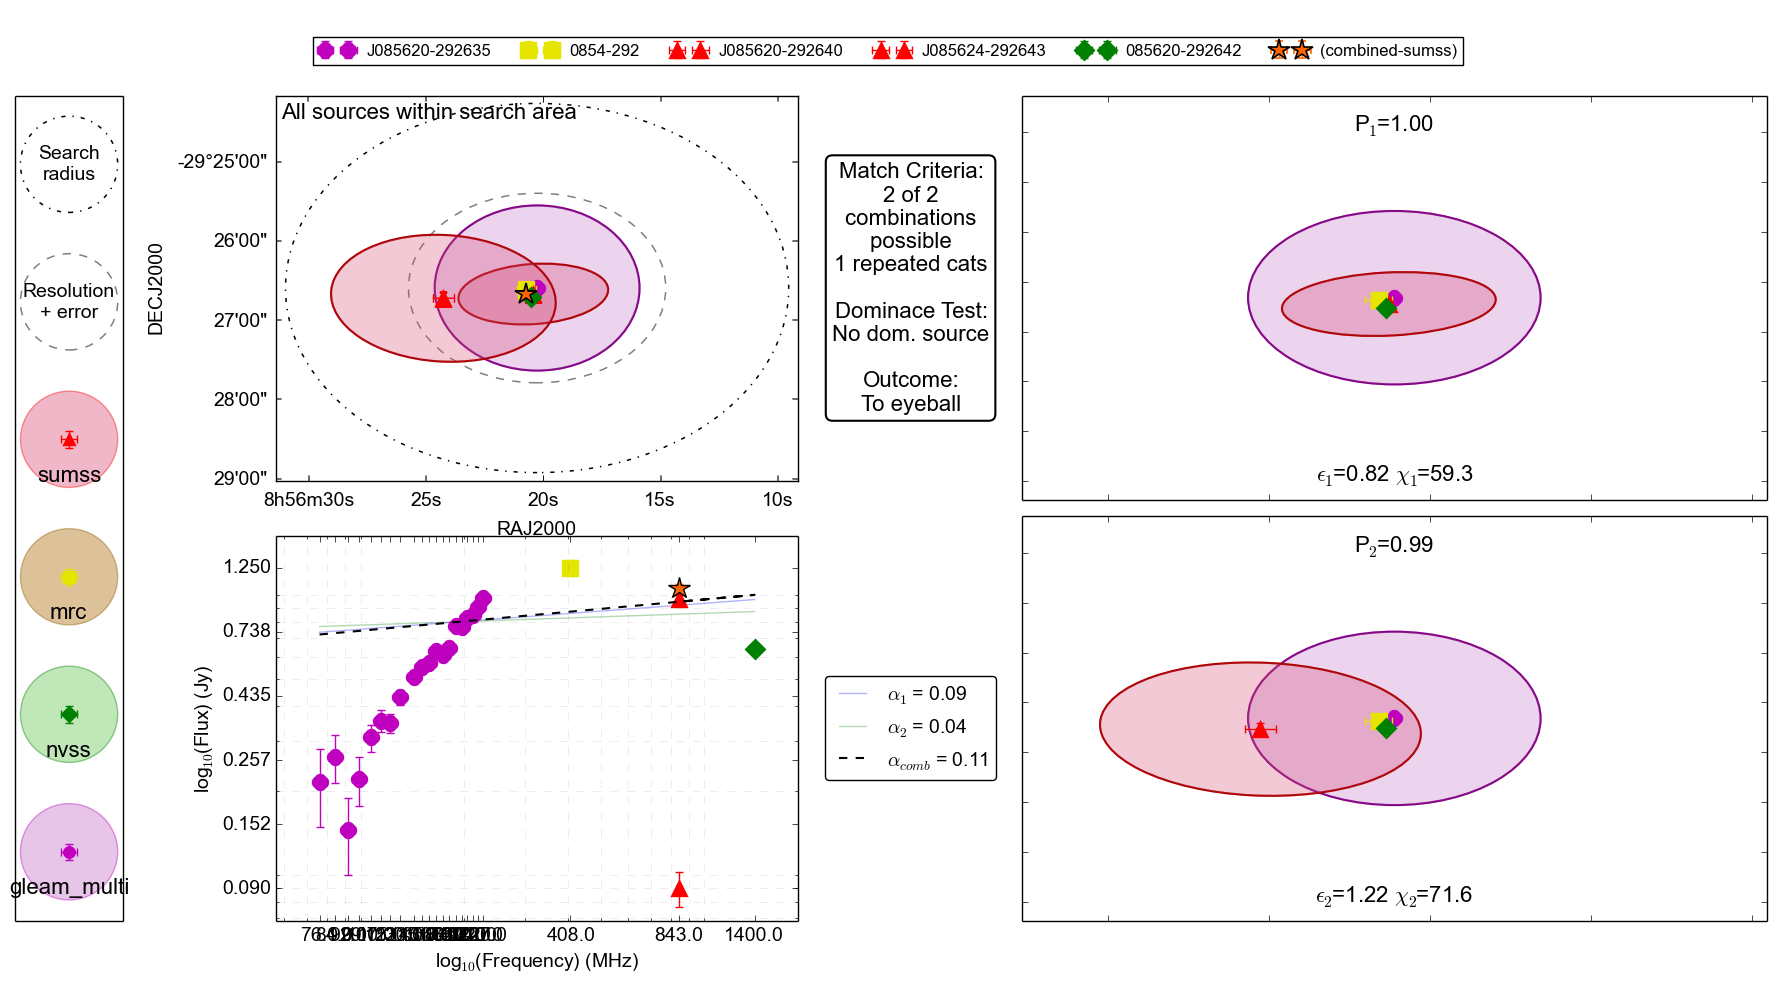 J085620-292635 0854-292 J085620-292640 J085624-292643 085620-292642 (combined-sumss)
Search
radius
Resolution
+ error
sumss
mrc
nvss
gleam_multi
All sources within search area
DECJ2000
-29°25'00"
26'00"
27'00"
28'00"
29'00"
8h56m30s 25s 20s 15s 10s
RAJ2000
Match Criteria:
2 of 2
combinations
possible
1 repeated cats
Dominace Test:
No dom. source
Outcome:
To eyeball
P1=1.00
ϵ1=0.82 χ1=59.3
log10(Flux) (Jy)
1.250
0.738
0.435
0.257
0.152
0.090
408.0 843.0 1400.0
log10(Frequency) (MHz)
α1 = 0.09
α2 = 0.04
αcomb = 0.11
P2=0.99
ϵ2=1.22 χ2=71.6